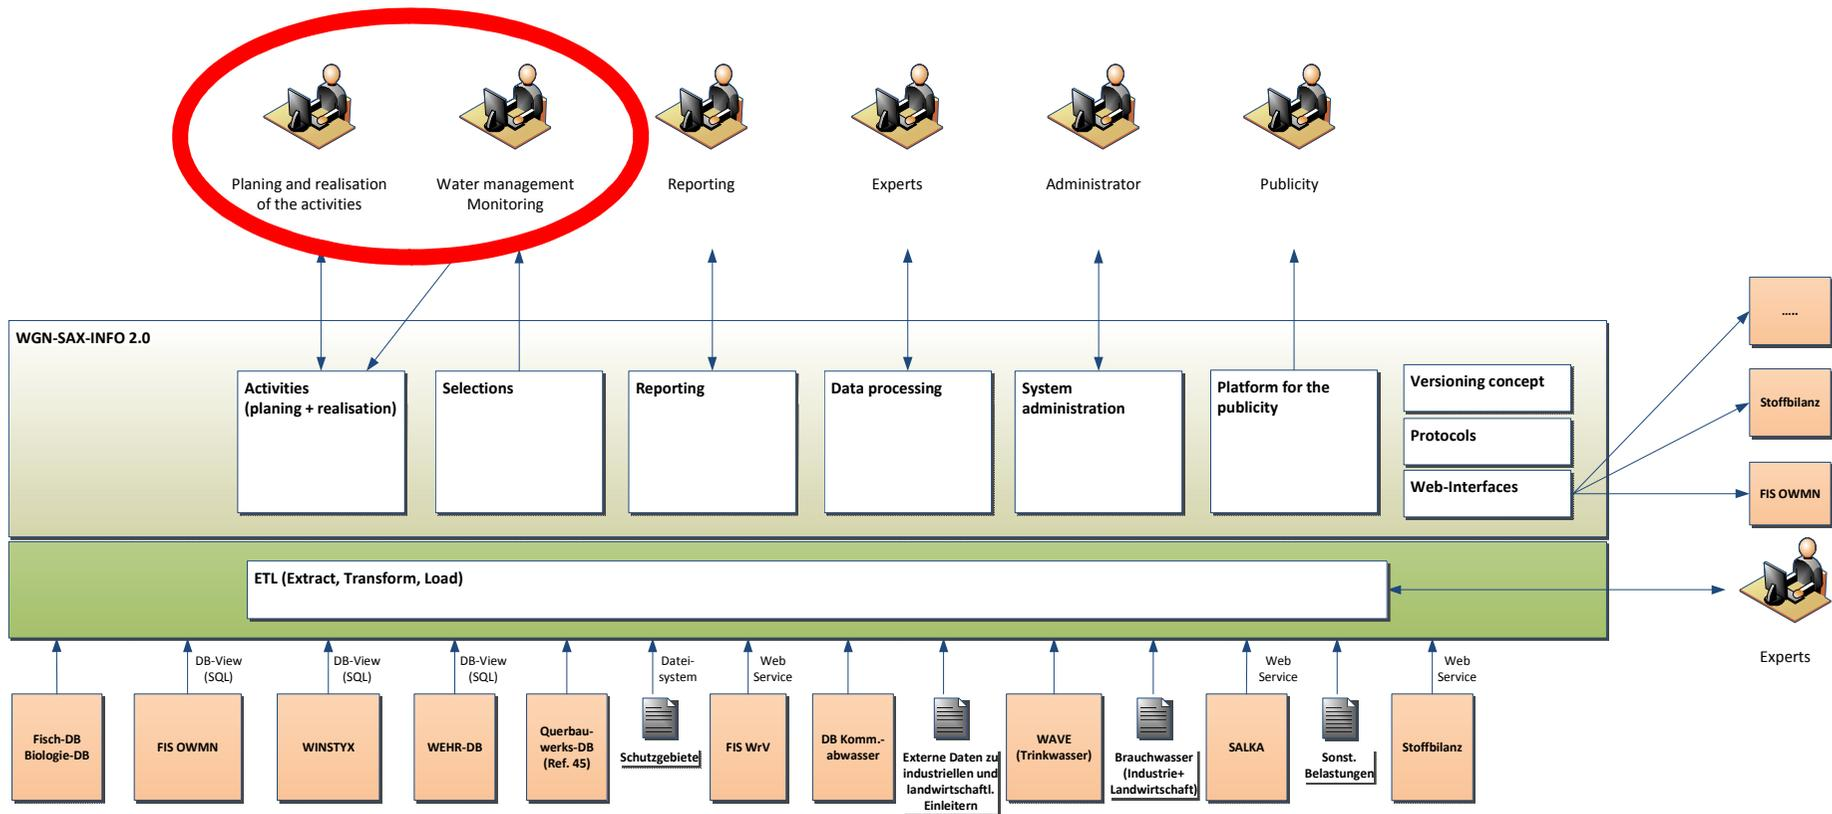 Planing and realisation
of the activities
Water management
Monitoring
Reporting
Experts
Administrator
Publicity
WGN-SAX-INFO 2.0
Activities
(planing + realisation)
Selections
Reporting
Data processing
System
administration
Platform for the
publicity
Versioning concept
Protocols
Web-Interfaces
.....
Stoffbilanz
FIS OWMN
ETL (Extract, Transform, Load)
Experts
DB-View
(SQL)
DB-View
(SQL)
DB-View
(SQL)
Datei-
system
Web
Service
Web
Service
Web
Service
Fisch-DB
Biologie-DB
FIS OWMN
WINSTYX
WEHR-DB
Querbau-
werks-DB
(Ref. 45)
Schutzgebiete
FIS WrV
DB Komm.-
abwasser
Externe Daten zu
industriellen und
landwirtschaftl.
Einleitern
WAVE
(Trinkwasser)
Brauchwasser
(Industrie+
Landwirtschaft)
SALKA
Sonst.
Belastungen
Stoffbilanz